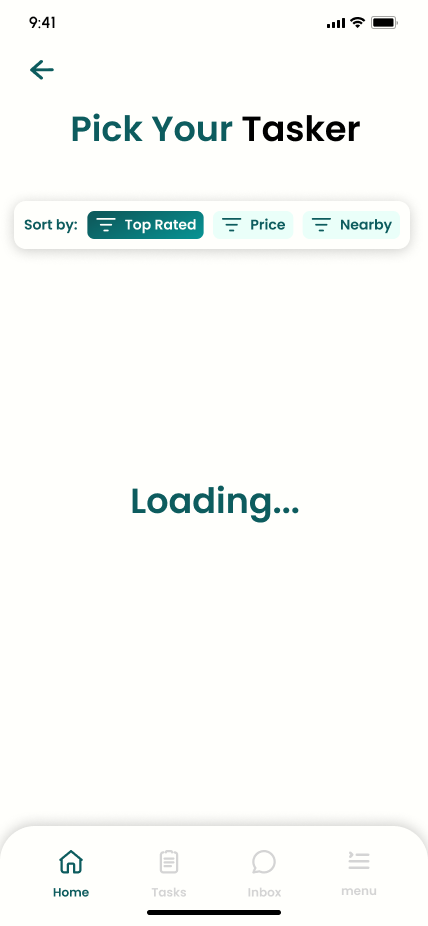 9:41
Pick Your Tasker
Sort by: Top Rated Price Nearby
Loading...
Home Tasks Inbox menu